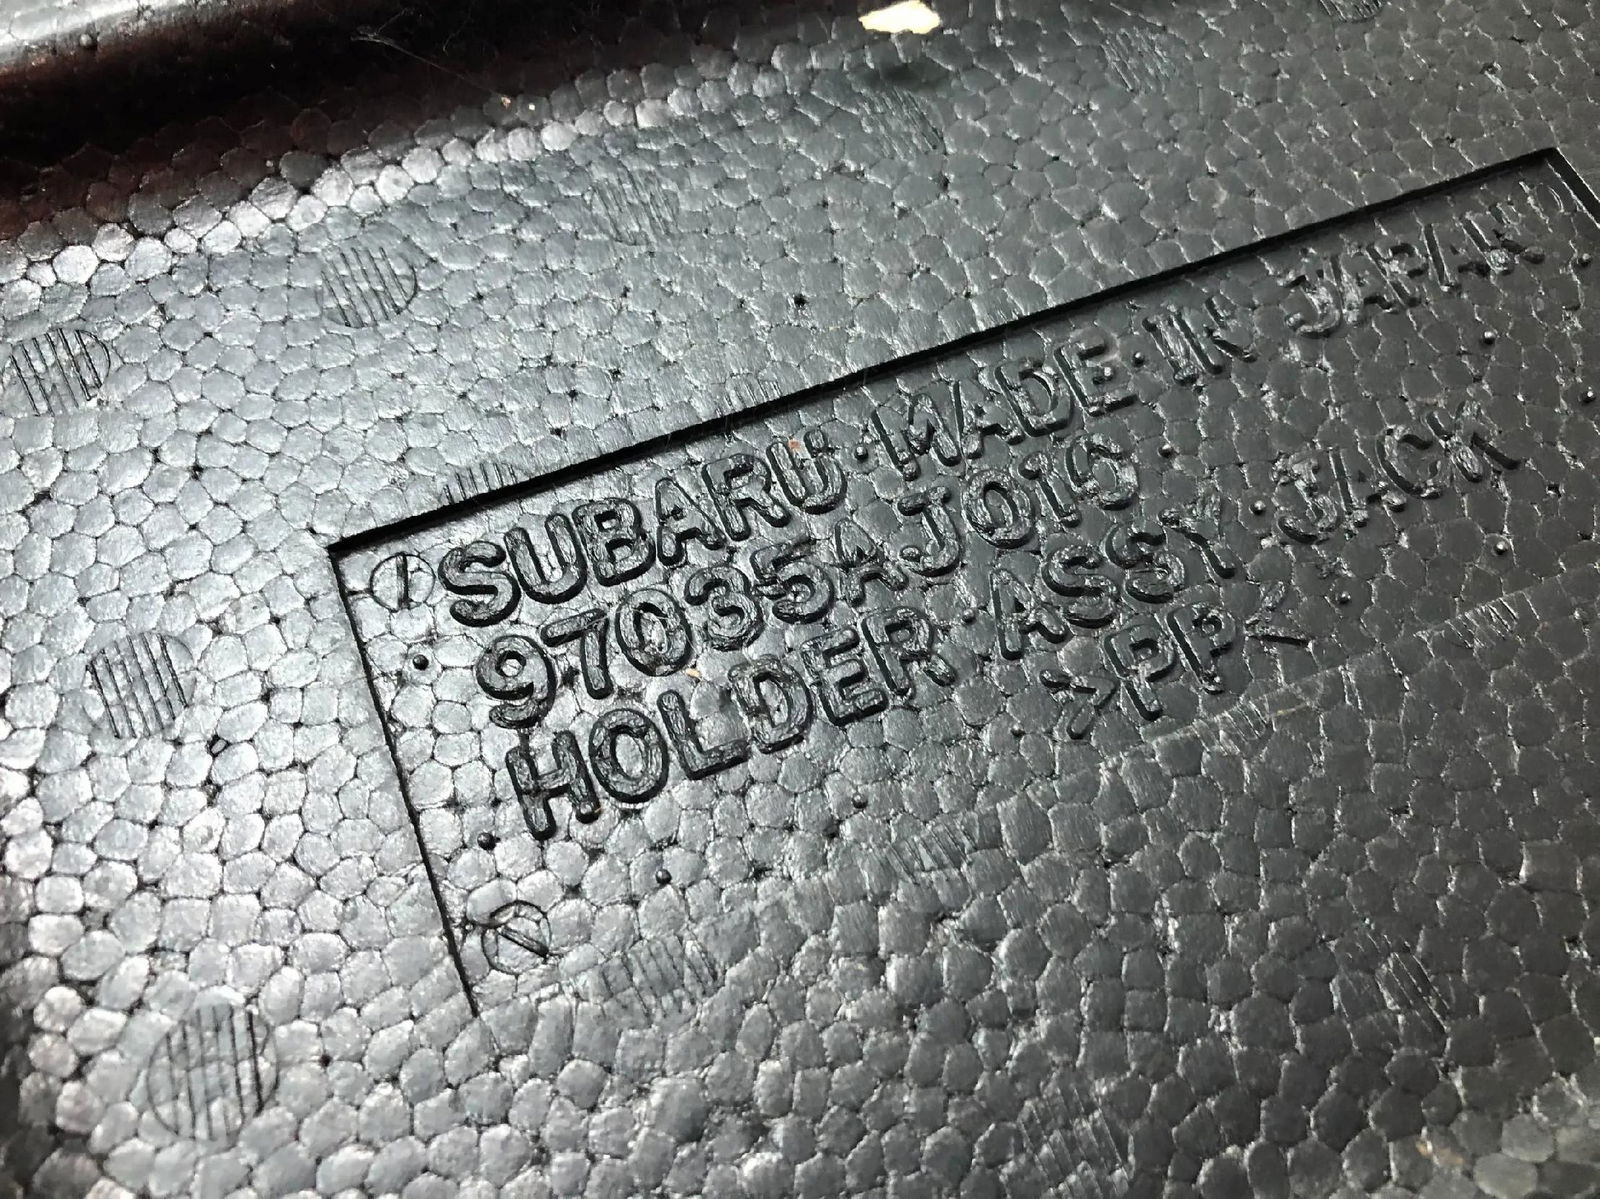 SUBARU·MADE·IN JAPAN
97035AJ010
HOLDER·ASSY·JACK
>PP<